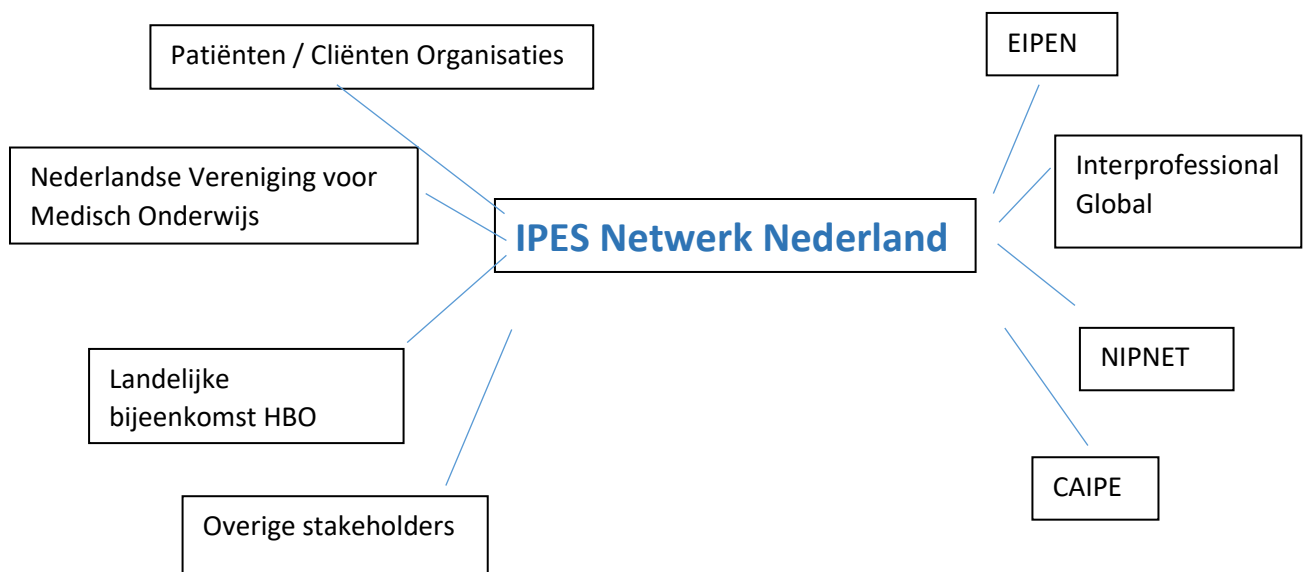 Patiënten / Cliënten Organisaties
EIPEN
Nederlandse Vereniging voor
Medisch Onderwijs
Interprofessional
Global
IPES Netwerk Nederland
Landelijke
bijeenkomst HBO
NIPNET
CAIPE
Overige stakeholders